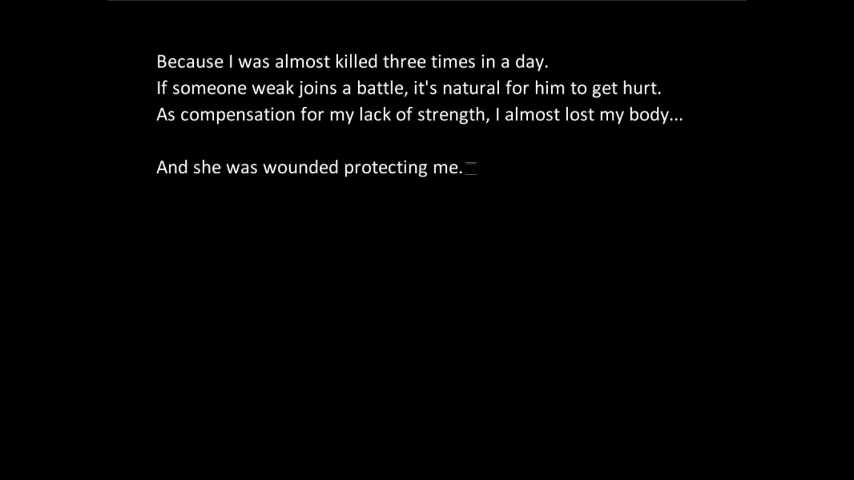 Because I was almost killed three times in a day.
If someone weak joins a battle, it's natural for him to get hurt.
As compensation for my lack of strength, I almost lost my body...
And she was wounded protecting me.